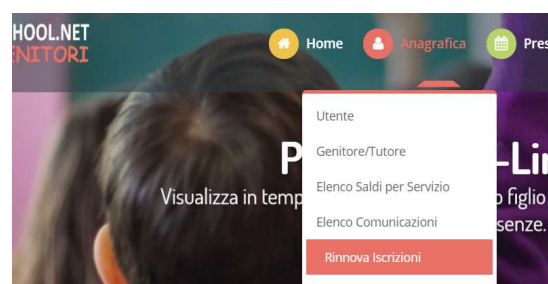 HOOL.NET
ENITORI
Home
Anagrafica
Pres
Utente
Genitore/Tutore
Elenco Saldi per Servizio
Elenco Comunicazioni
Rinnova Iscrizioni
P
-Li
Visualizza in temp
o figlio
senze.